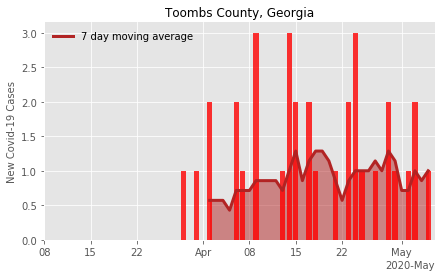 Toombs County, Georgia
7 day moving average
New Covid-19 Cases
3.0
2.5
2.0
1.5
1.0
0.5
0.0
08 15 22 Apr 08 15 22 May
2020-May